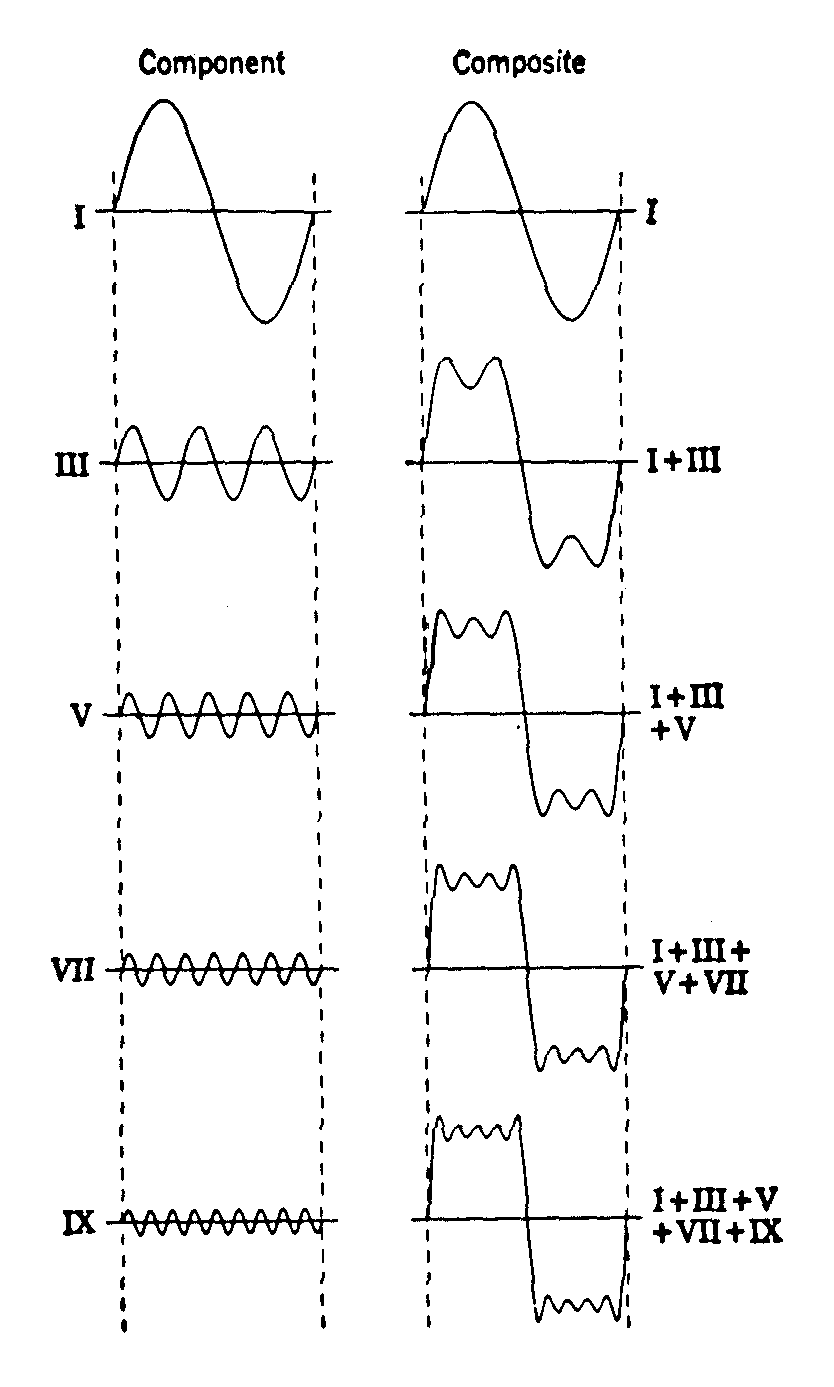 Component Composite
I I
III I+III
V I+III
+V
VII I+III+
V+VII
IX I+III+V
+VII+IX